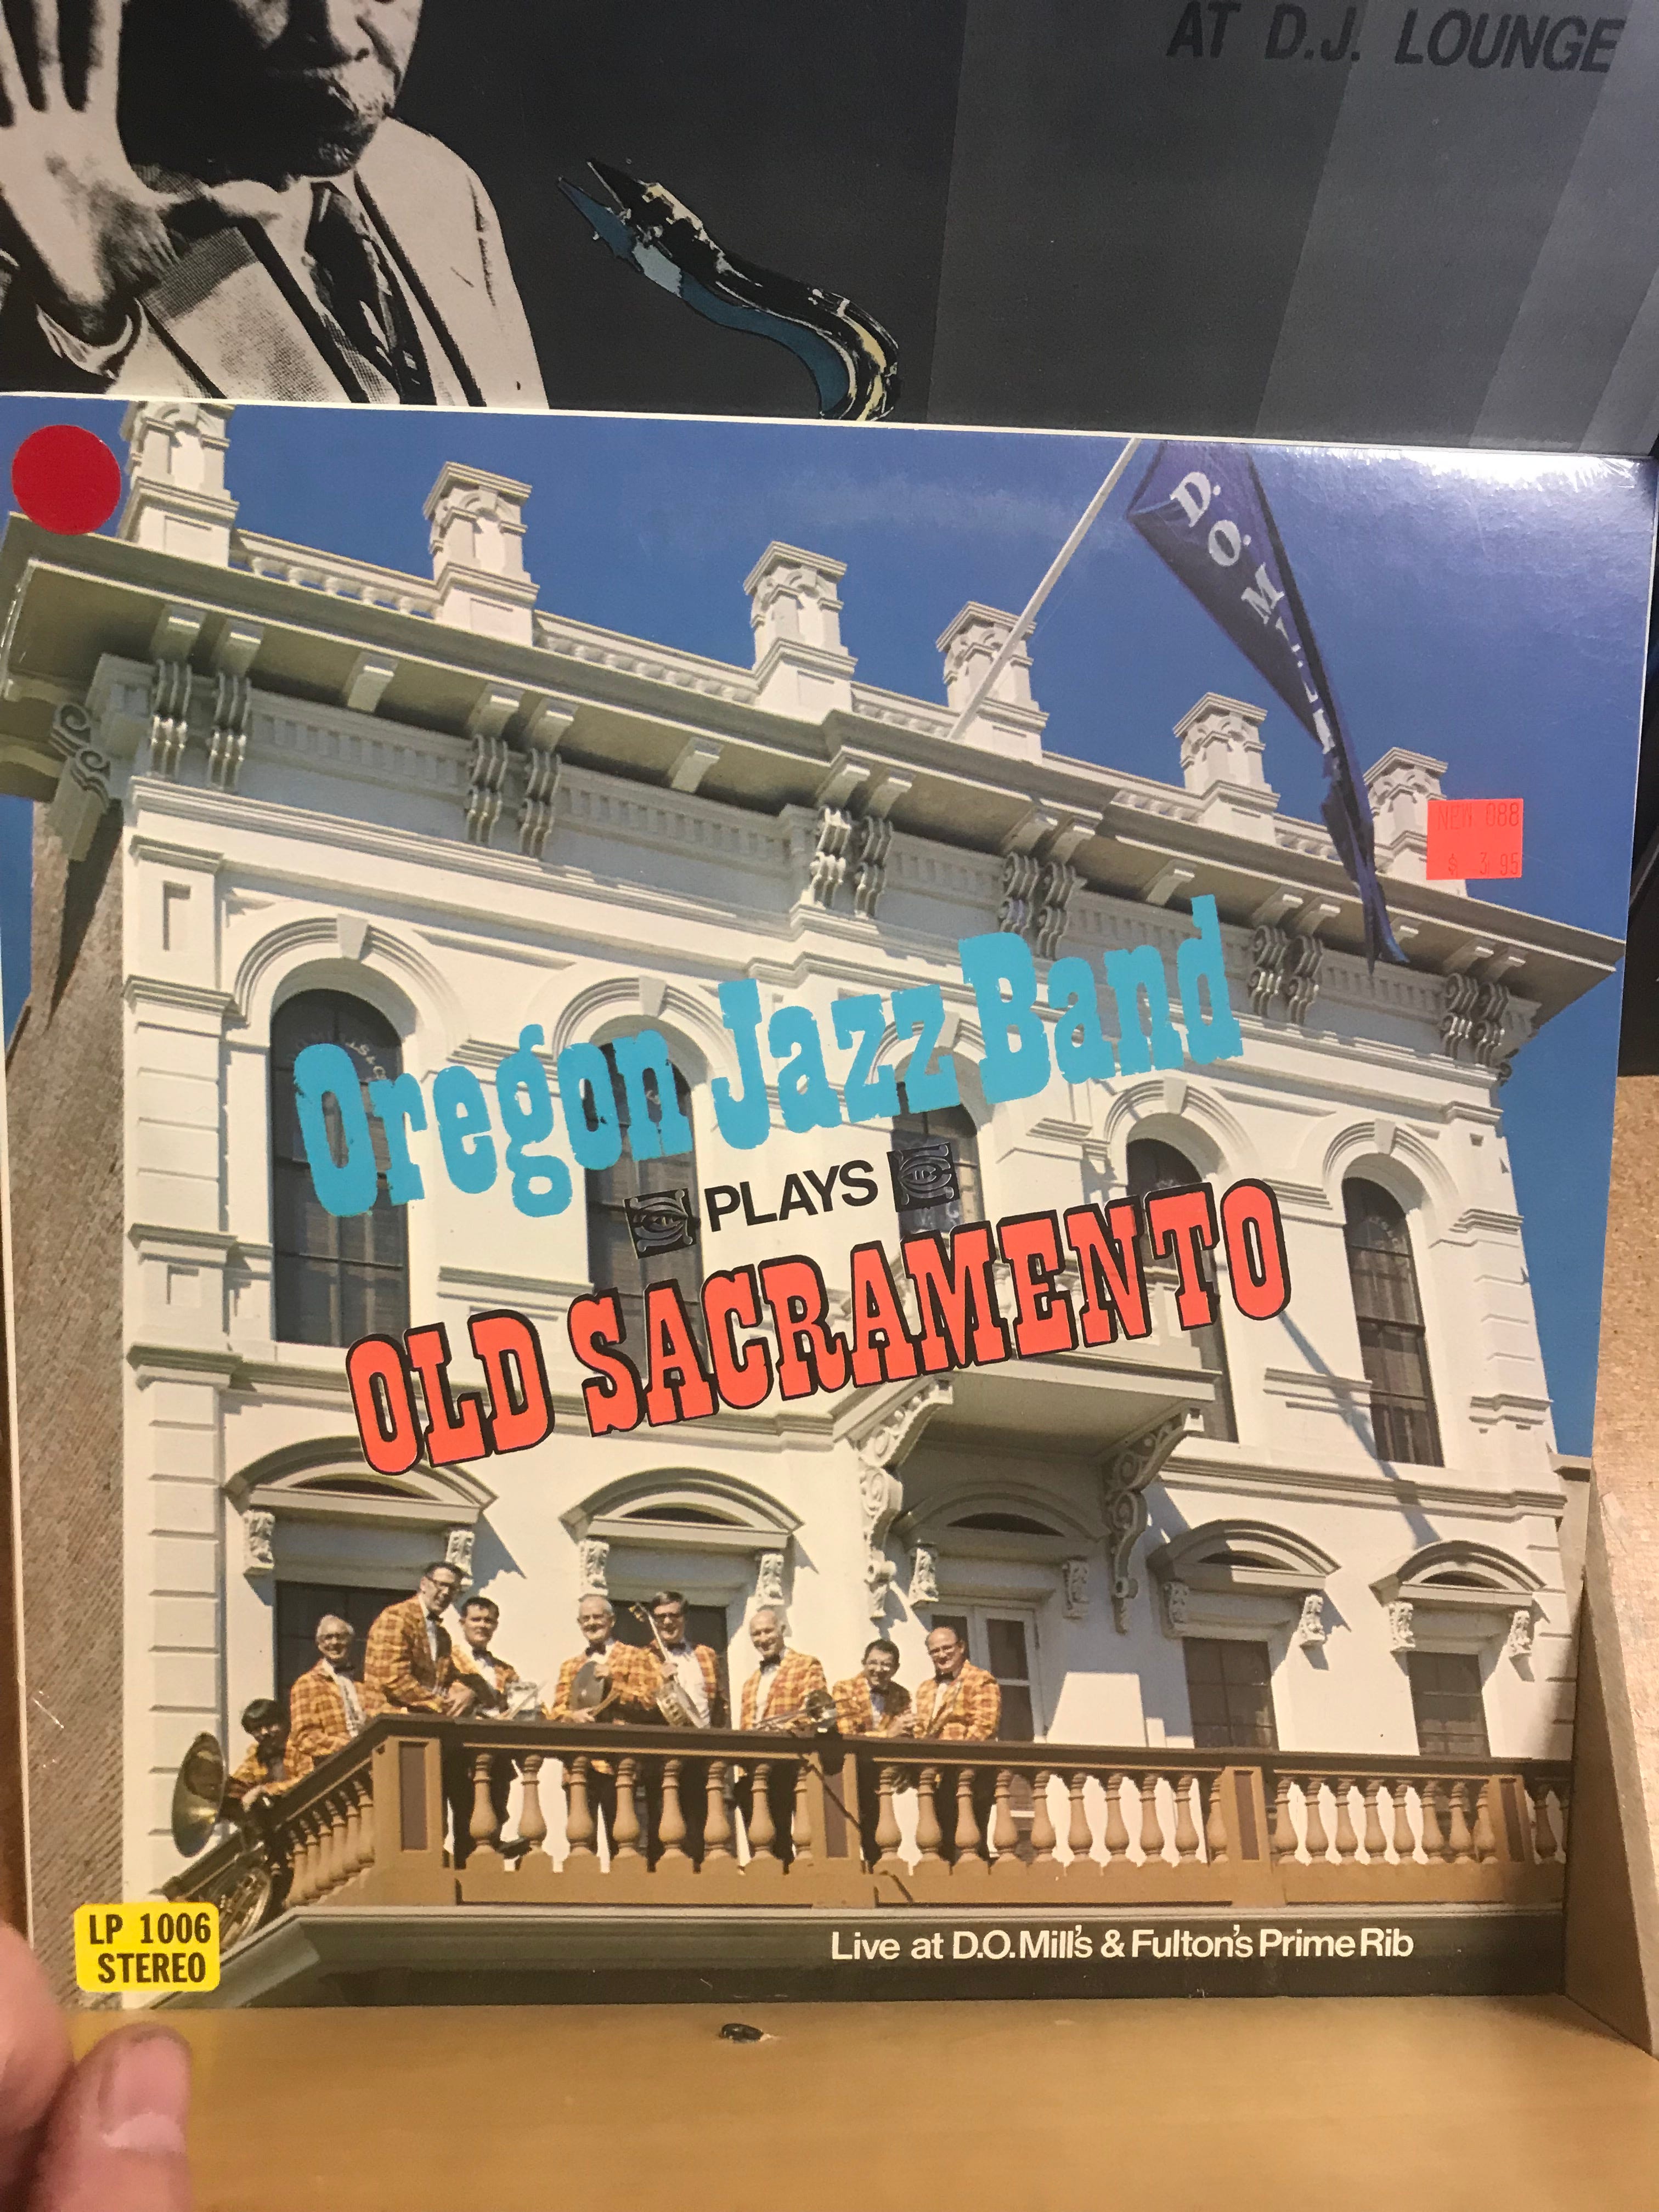 AT D.J. LOUNGE
D.
O.
NEW 088
$ 3.95
Oregon Jazz Band
PLAYS
OLD SACRAMENTO
LP 1006
STEREO
Live at D.O.Mill's & Fulton's Prime Rib